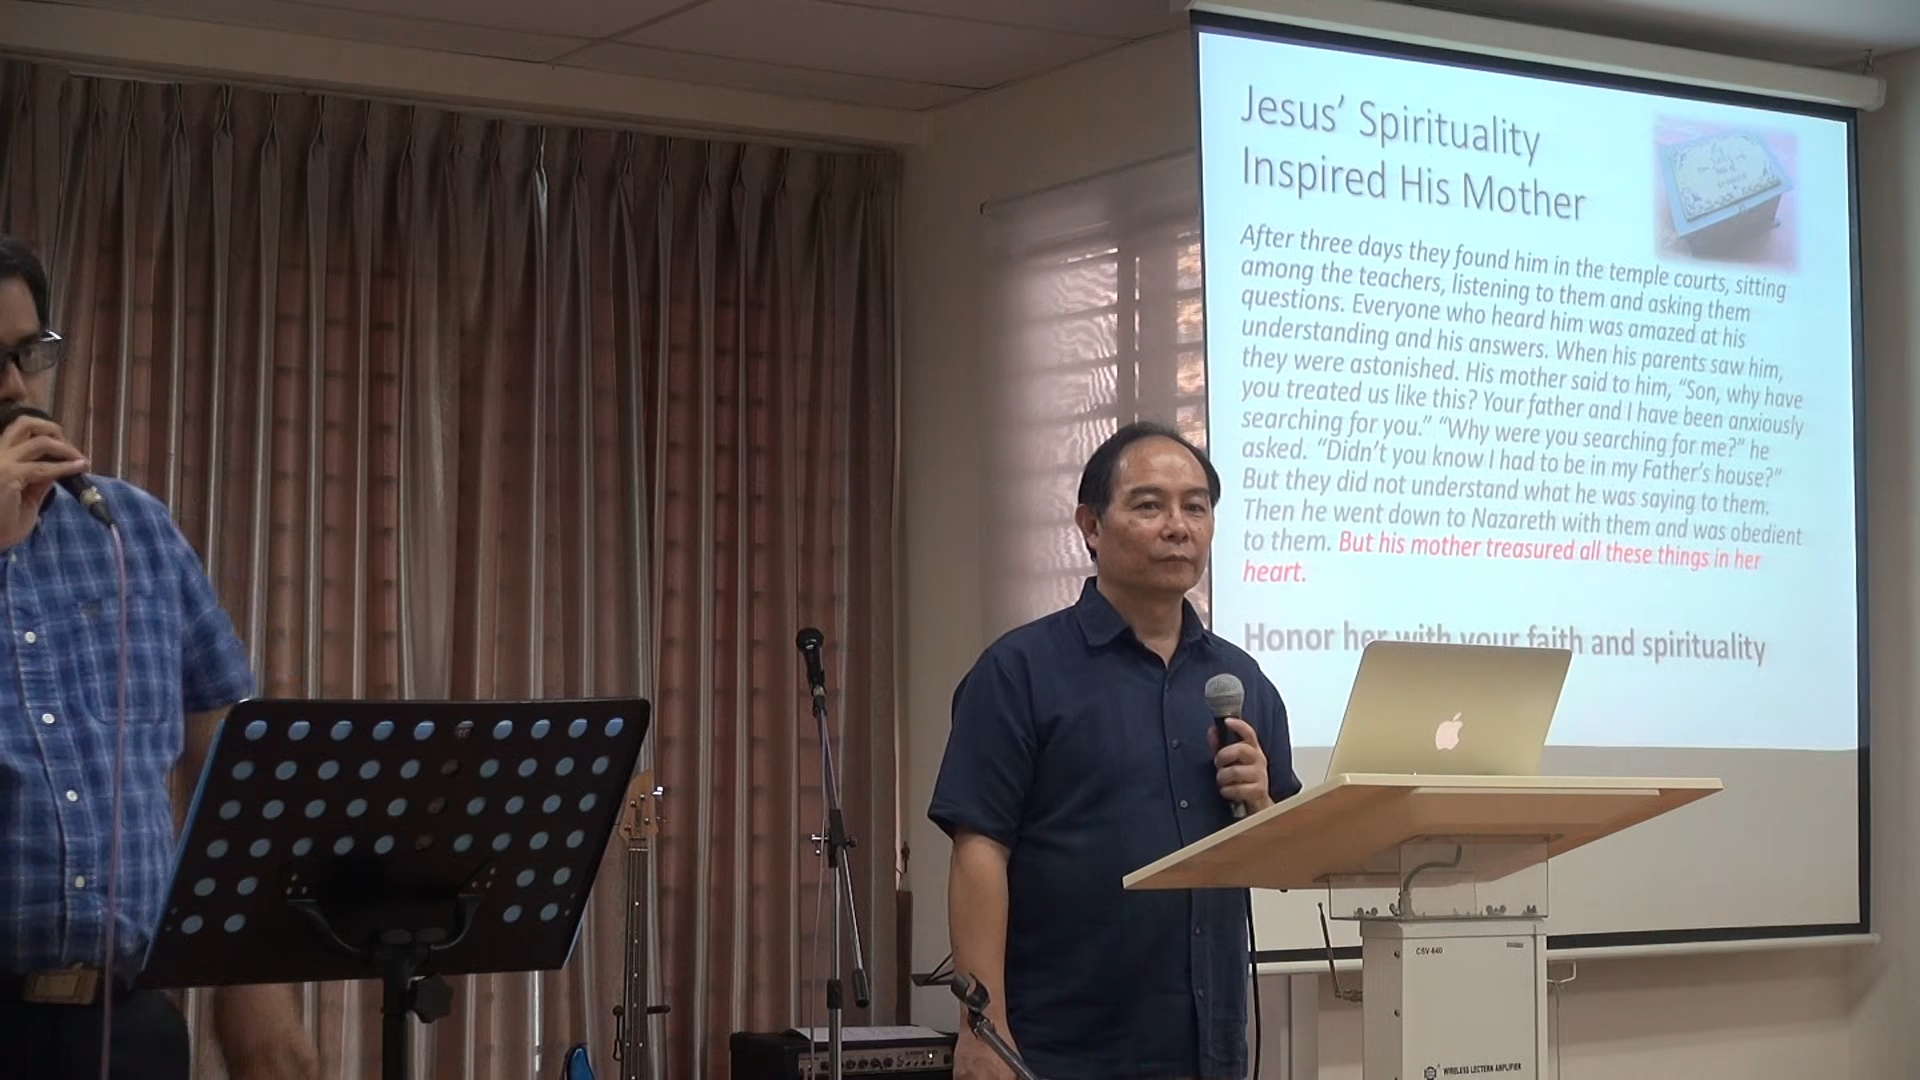 Jesus’ Spirituality
Inspired His Mother
After three days they found him in the temple courts, sitting
among the teachers, listening to them and asking them
questions. Everyone who heard him was amazed at his
understanding and his answers. When his parents saw him,
they were astonished. His mother said to him, “Son, why have
you treated us like this? Your father and I have been anxiously
searching for you.” “Why were you searching for me?” he
asked. “Didn’t you know I had to be in my Father’s house?”
But they did not understand what he was saying to them.
Then he went down to Nazareth with them and was obedient
to them. But his mother treasured all these things in her
heart.
Honor her with your faith and spirituality
CSV-640
WIRELESS LECTERN AMPLIFIER